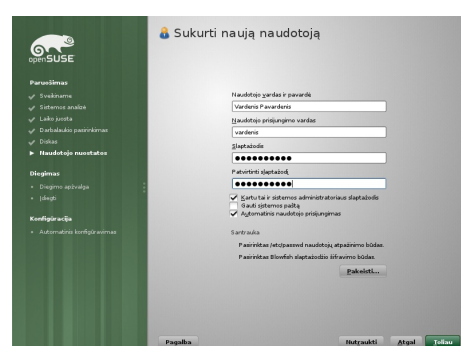 openSUSE
Paruošimas
Sveikiname
Sistemos analizė
Laiko juosta
Darbalaukio pasirinkimas
Diskas
Naudotojo nuostatos
Diegimas
Diegimo apžvalga
Įdiegti
Konfigūracija
Automatinis konfigūravimas
Sukurti naują naudotoją
Naudotojo vardas ir pavardė
Vardenis Pavardenis
Naudotojo prisijungimo vardas
vardenis
Slaptažodis
●●●●●●●●●●
Patvirtinti slaptažodį
●●●●●●●●●●
Kartu tai ir sistemos administratoriaus slaptažodis
Gauti sistemos paštą
Automatinis naudotojo prisijungimas
Santrauka
Pasirinktas /etc/passwd naudotojų atpažinimo būdas.
Pasirinktas Blowfish slaptažodžio šifravimo būdas.
Pakeisti...
Pagalba
Nutraukti
Atgal
Toliau